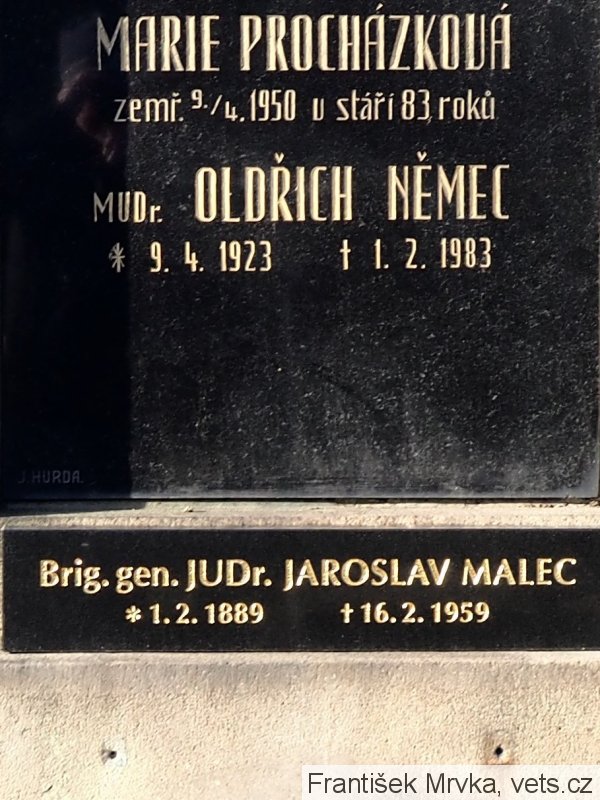 MARIE PROCHÁZKOVÁ
zemř. 9./4. 1950 v stáří 83 roků
MUDr. OLDŘICH NĚMEC
* 9. 4. 1923 † 1. 2. 1983
J. HURDA.
Brig. gen. JUDr. JAROSLAV MALEC
* 1. 2. 1889 † 16. 2. 1959
František Mrvka, vets.cz